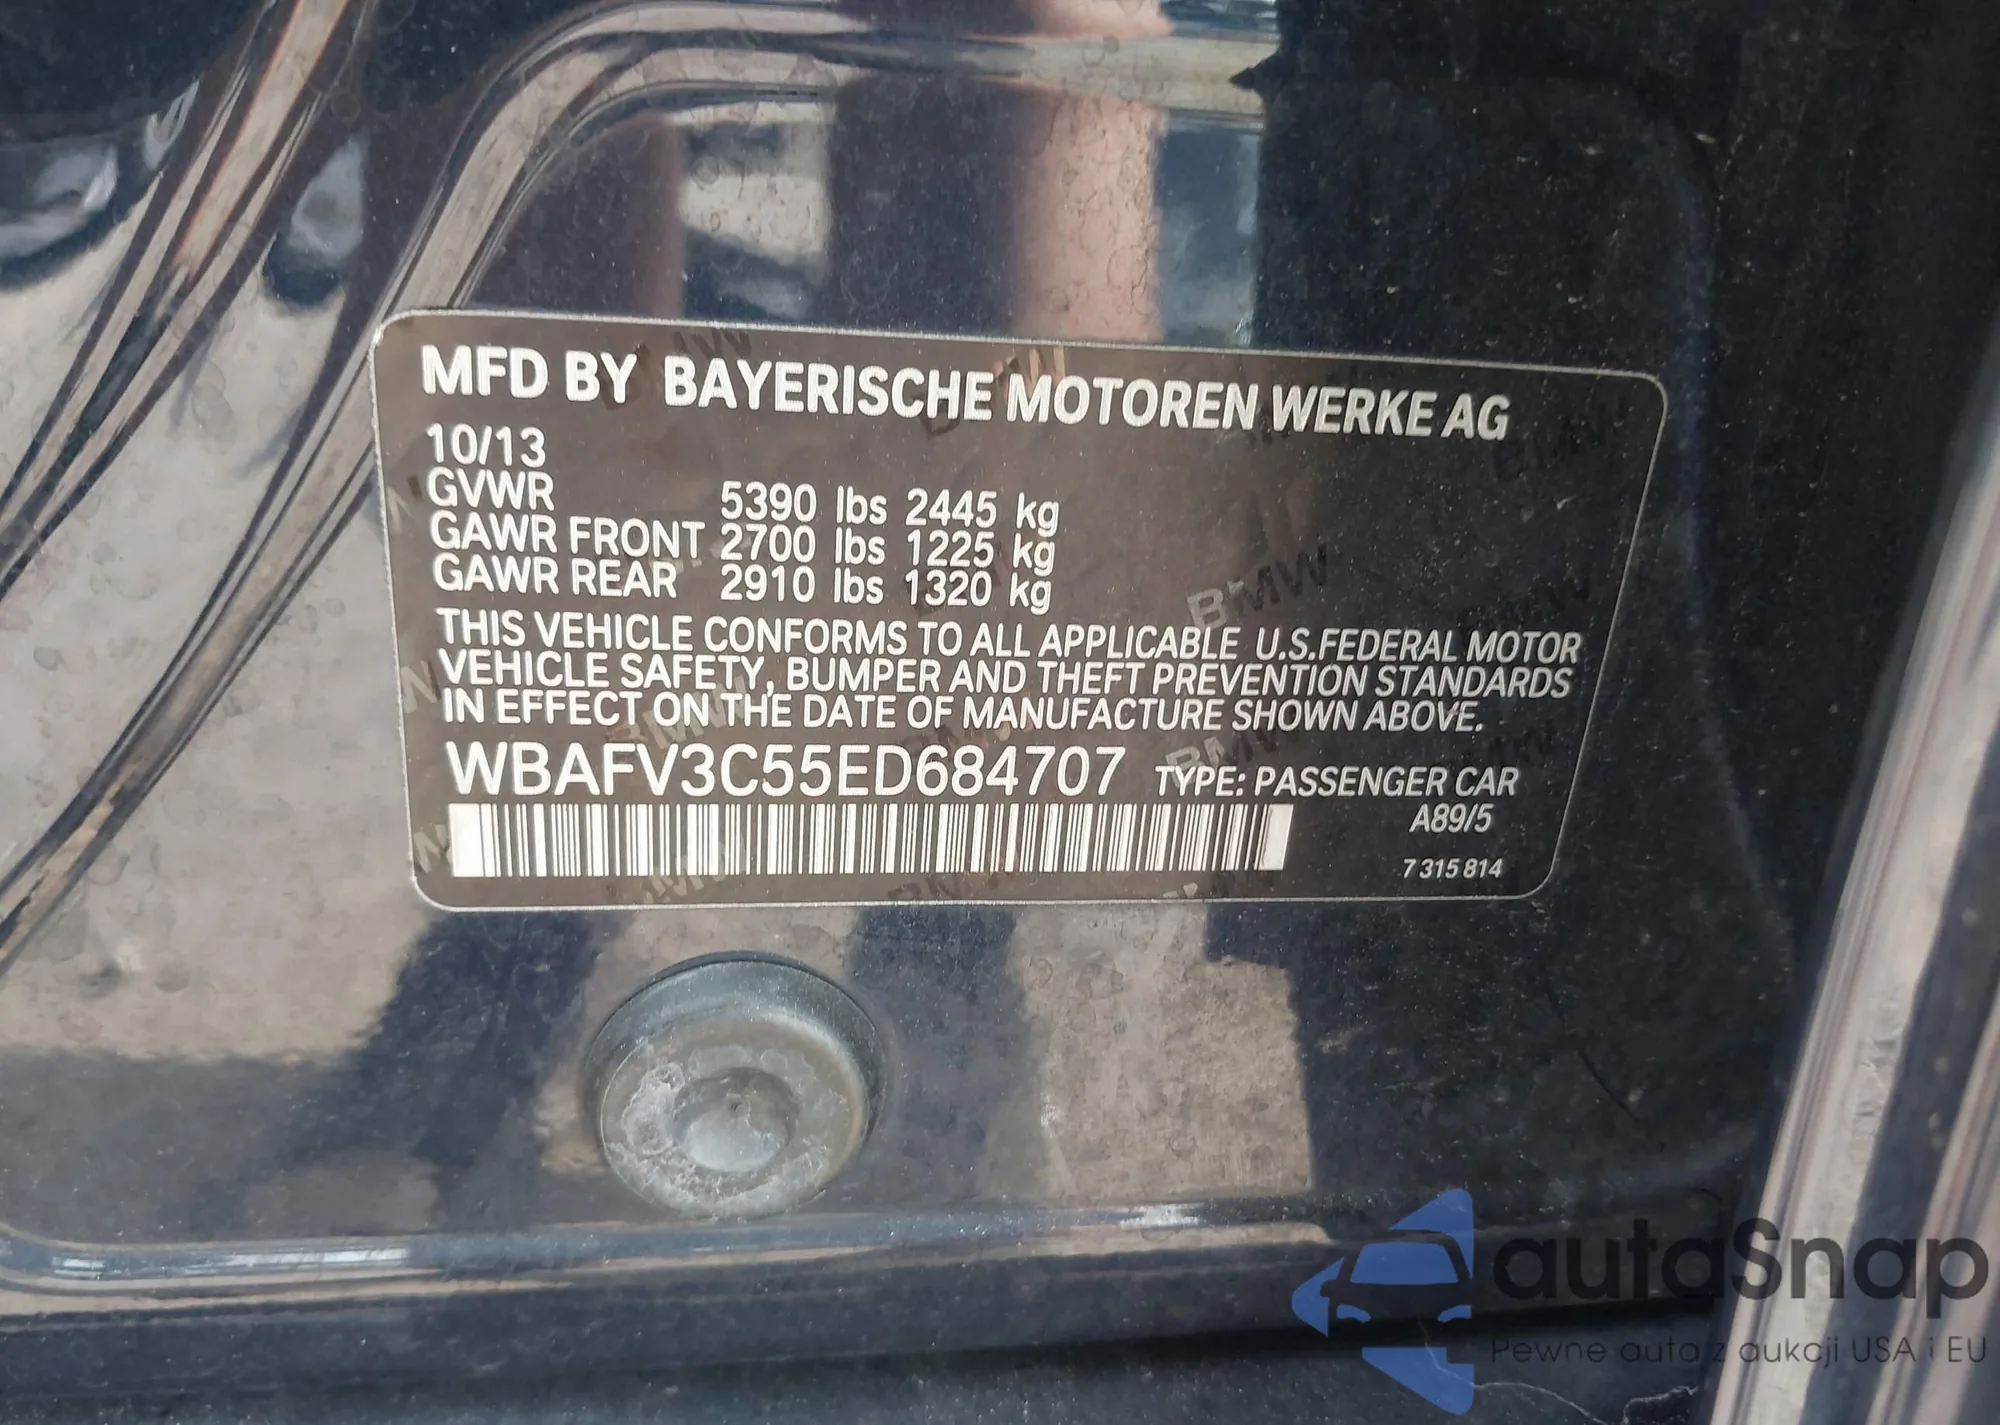 MFD BY BAYERISCHE MOTOREN WERKE AG
10/13
GVWR 5390 lbs 2445 kg
GAWR FRONT 2700 lbs 1225 kg
GAWR REAR 2910 lbs 1320 kg
THIS VEHICLE CONFORMS TO ALL APPLICABLE U.S.FEDERAL MOTOR
VEHICLE SAFETY, BUMPER AND THEFT PREVENTION STANDARDS
IN EFFECT ON THE DATE OF MANUFACTURE SHOWN ABOVE.
WBAFV3C55ED684707 TYPE: PASSENGER CAR
A89/5
7 315 814
autaSnap
Pewne auta z aukcji USA i EU